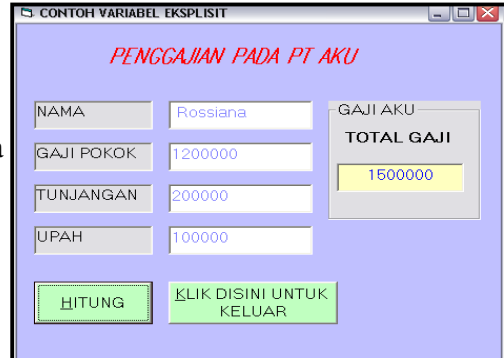 CONTOH VARIABEL EKSPLISIT
PENGGAJIAN PADA PT AKU
NAMA
Rossiana
GAJI POKOK
1200000
TUNJANGAN
200000
UPAH
100000
GAJI AKU
TOTAL GAJI
1500000
HITUNG
KLIK DISINI UNTUK
KELUAR